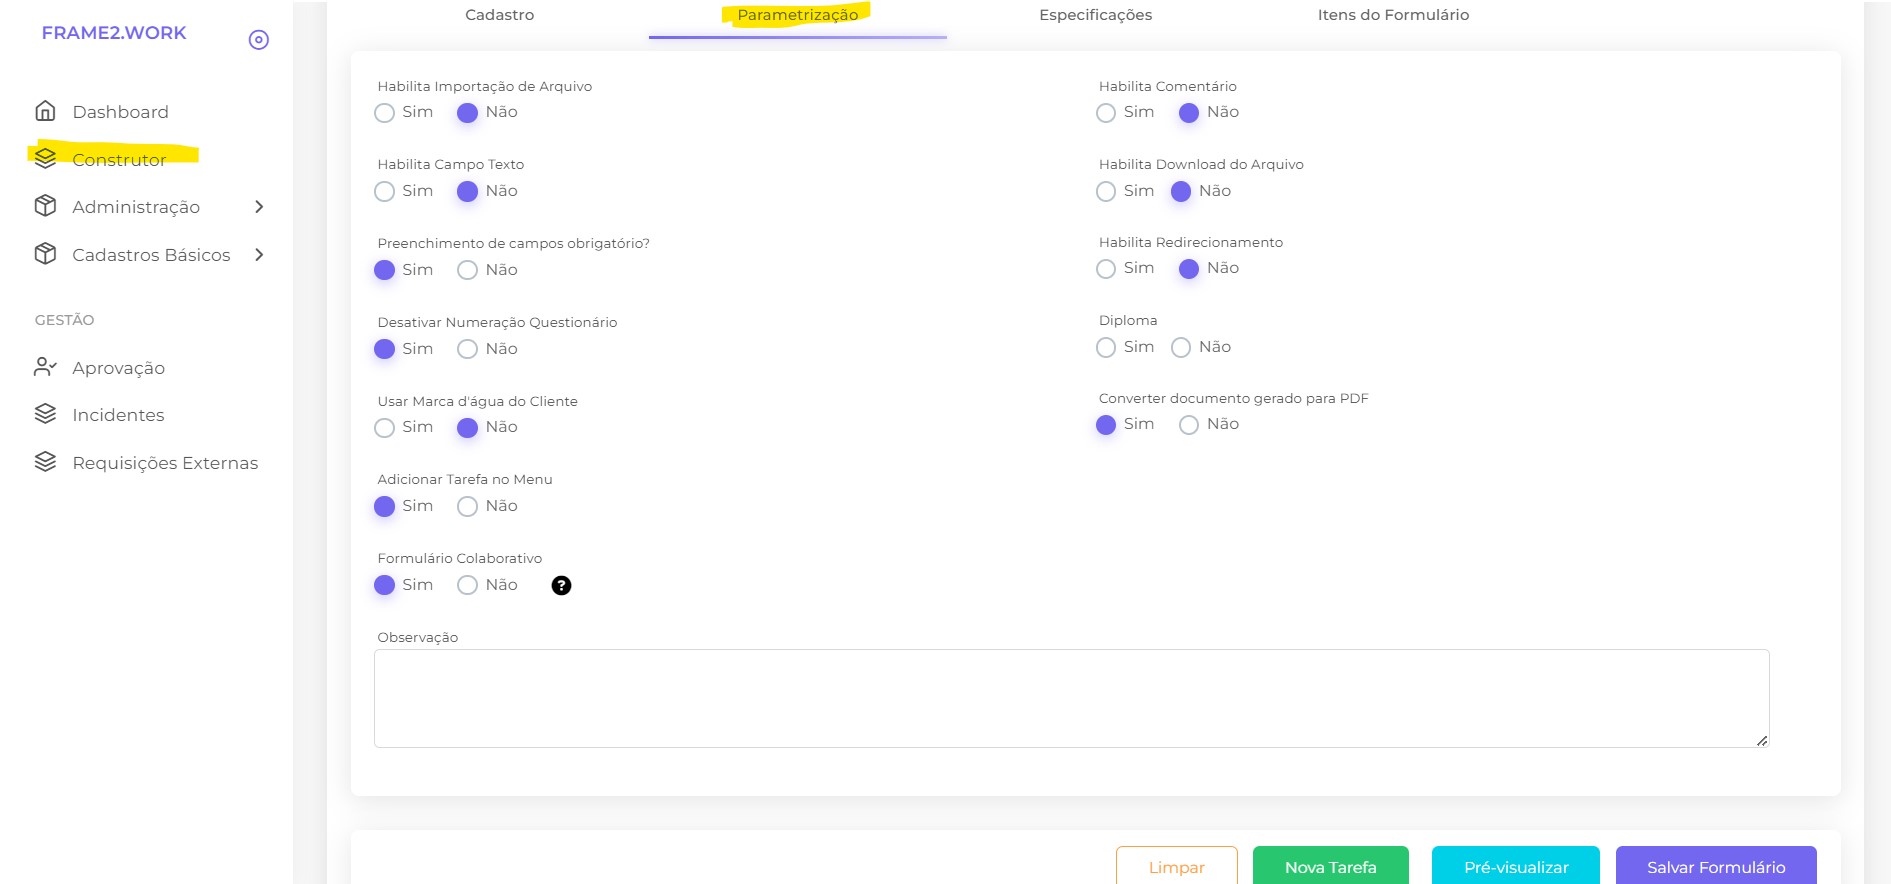 FRAME2.WORK
Dashboard
Construtor
Administração
Cadastros Básicos
GESTÃO
Aprovação
Incidentes
Requisições Externas
Cadastro Parametrização Especificações Itens do Formulário
Habilita Importação de Arquivo
Sim Não
Habilita Campo Texto
Sim Não
Preenchimento de campos obrigatório?
Sim Não
Desativar Numeração Questionário
Sim Não
Usar Marca d'água do Cliente
Sim Não
Adicionar Tarefa no Menu
Sim Não
Formulário Colaborativo
Sim Não ?
Habilita Comentário
Sim Não
Habilita Download do Arquivo
Sim Não
Habilita Redirecionamento
Sim Não
Diploma
Sim Não
Converter documento gerado para PDF
Sim Não
Observação
Limpar Nova Tarefa Pré-visualizar Salvar Formulário